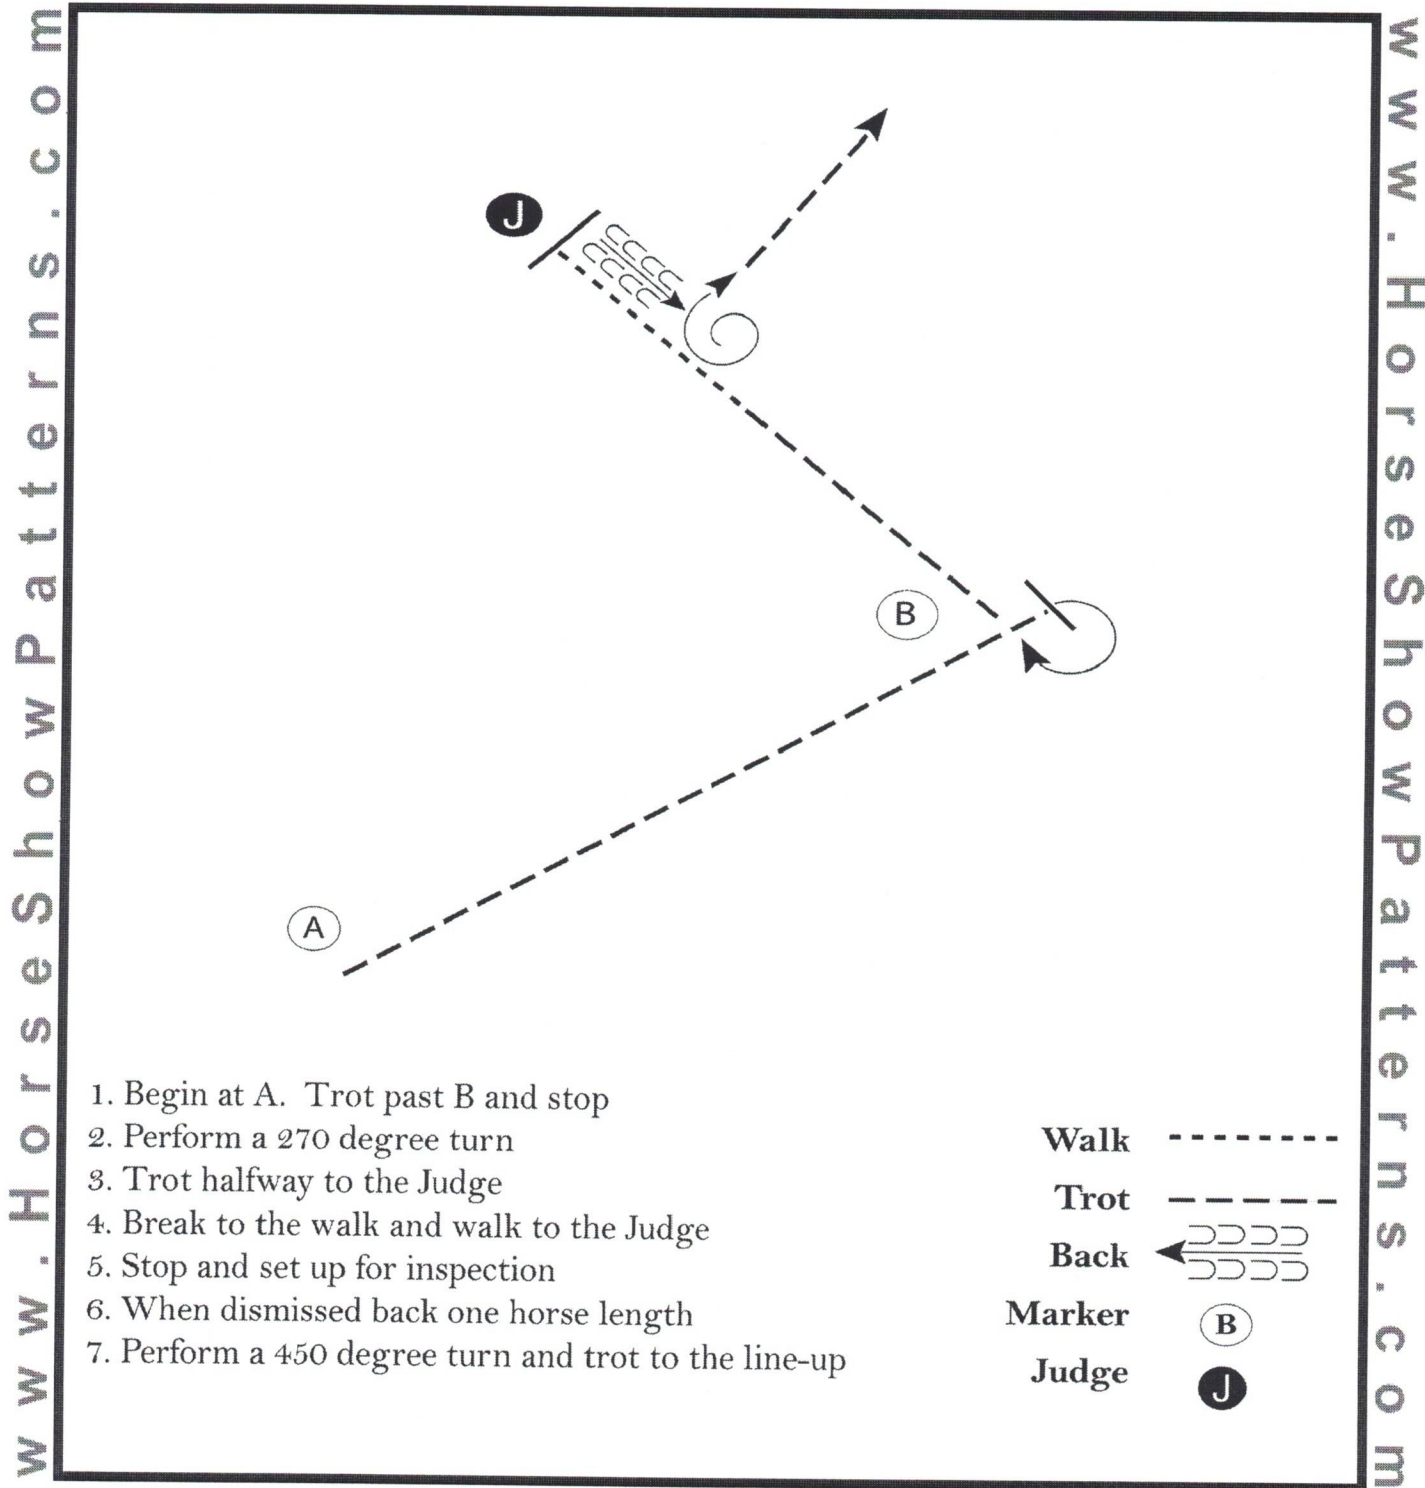 www.HorseShowPatterns.com
www.HorseShowPatterns.com
J
B
A
1. Begin at A. Trot past B and stop
2. Perform a 270 degree turn
3. Trot halfway to the Judge
4. Break to the walk and walk to the Judge
5. Stop and set up for inspection
6. When dismissed back one horse length
7. Perform a 450 degree turn and trot to the line-up
Walk
Trot
Back
Marker B
Judge J